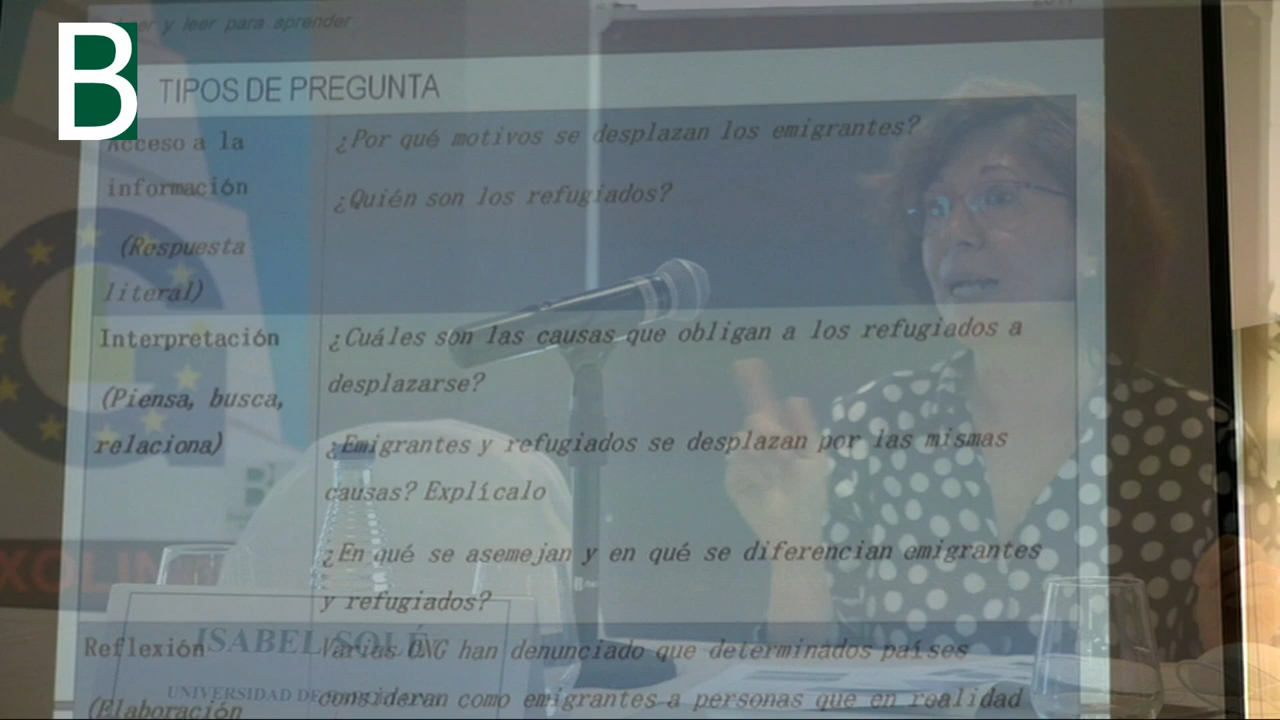 y leer para aprender
B
TIPOS DE PREGUNTA
Acceso a la
información
(Respuesta
literal)
¿Por qué motivos se desplazan los emigrantes?
¿Quién son los refugiados?
Interpretación
(Piensa, busca,
relaciona)
¿Cuáles son las causas que obligan a los refugiados a
desplazarse?
¿Emigrantes y refugiados se desplazan por las mismas
causas? Explícalo
¿En qué se asemejan y en qué se diferencian emigrantes
y refugiados?
Reflexión
(Elaboración
Varias ONG han denunciado que determinados países
consideran como emigrantes a personas que en realidad
ISABEL SOLÉ
UNIVERSIDAD DE